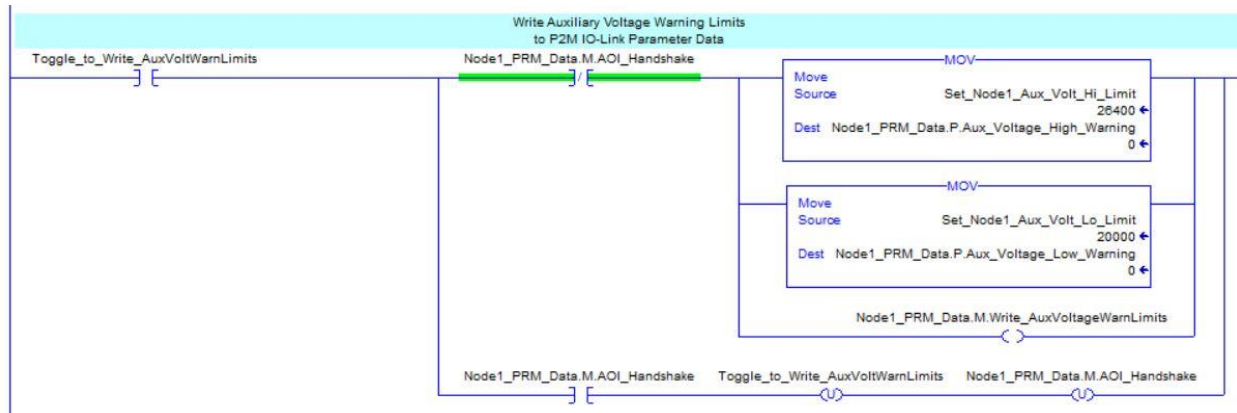 Write Auxiliary Voltage Warning Limits
to P2M IO-Link Parameter Data
Toggle_to_Write_AuxVoltWarnLimits
Node1_PRM_Data.M.AOI_Handshake
MOV
Move
Source Set_Node1_Aux_Volt_Hi_Limit
26400
Dest Node1_PRM_Data.P.Aux_Voltage_High_Warning
0
MOV
Move
Source Set_Node1_Aux_Volt_Lo_Limit
20000
Dest Node1_PRM_Data.P.Aux_Voltage_Low_Warning
0
Node1_PRM_Data.M.Write_AuxVoltageWarnLimits
Node1_PRM_Data.M.AOI_Handshake
Toggle_to_Write_AuxVoltWarnLimits
U
Node1_PRM_Data.M.AOI_Handshake
U